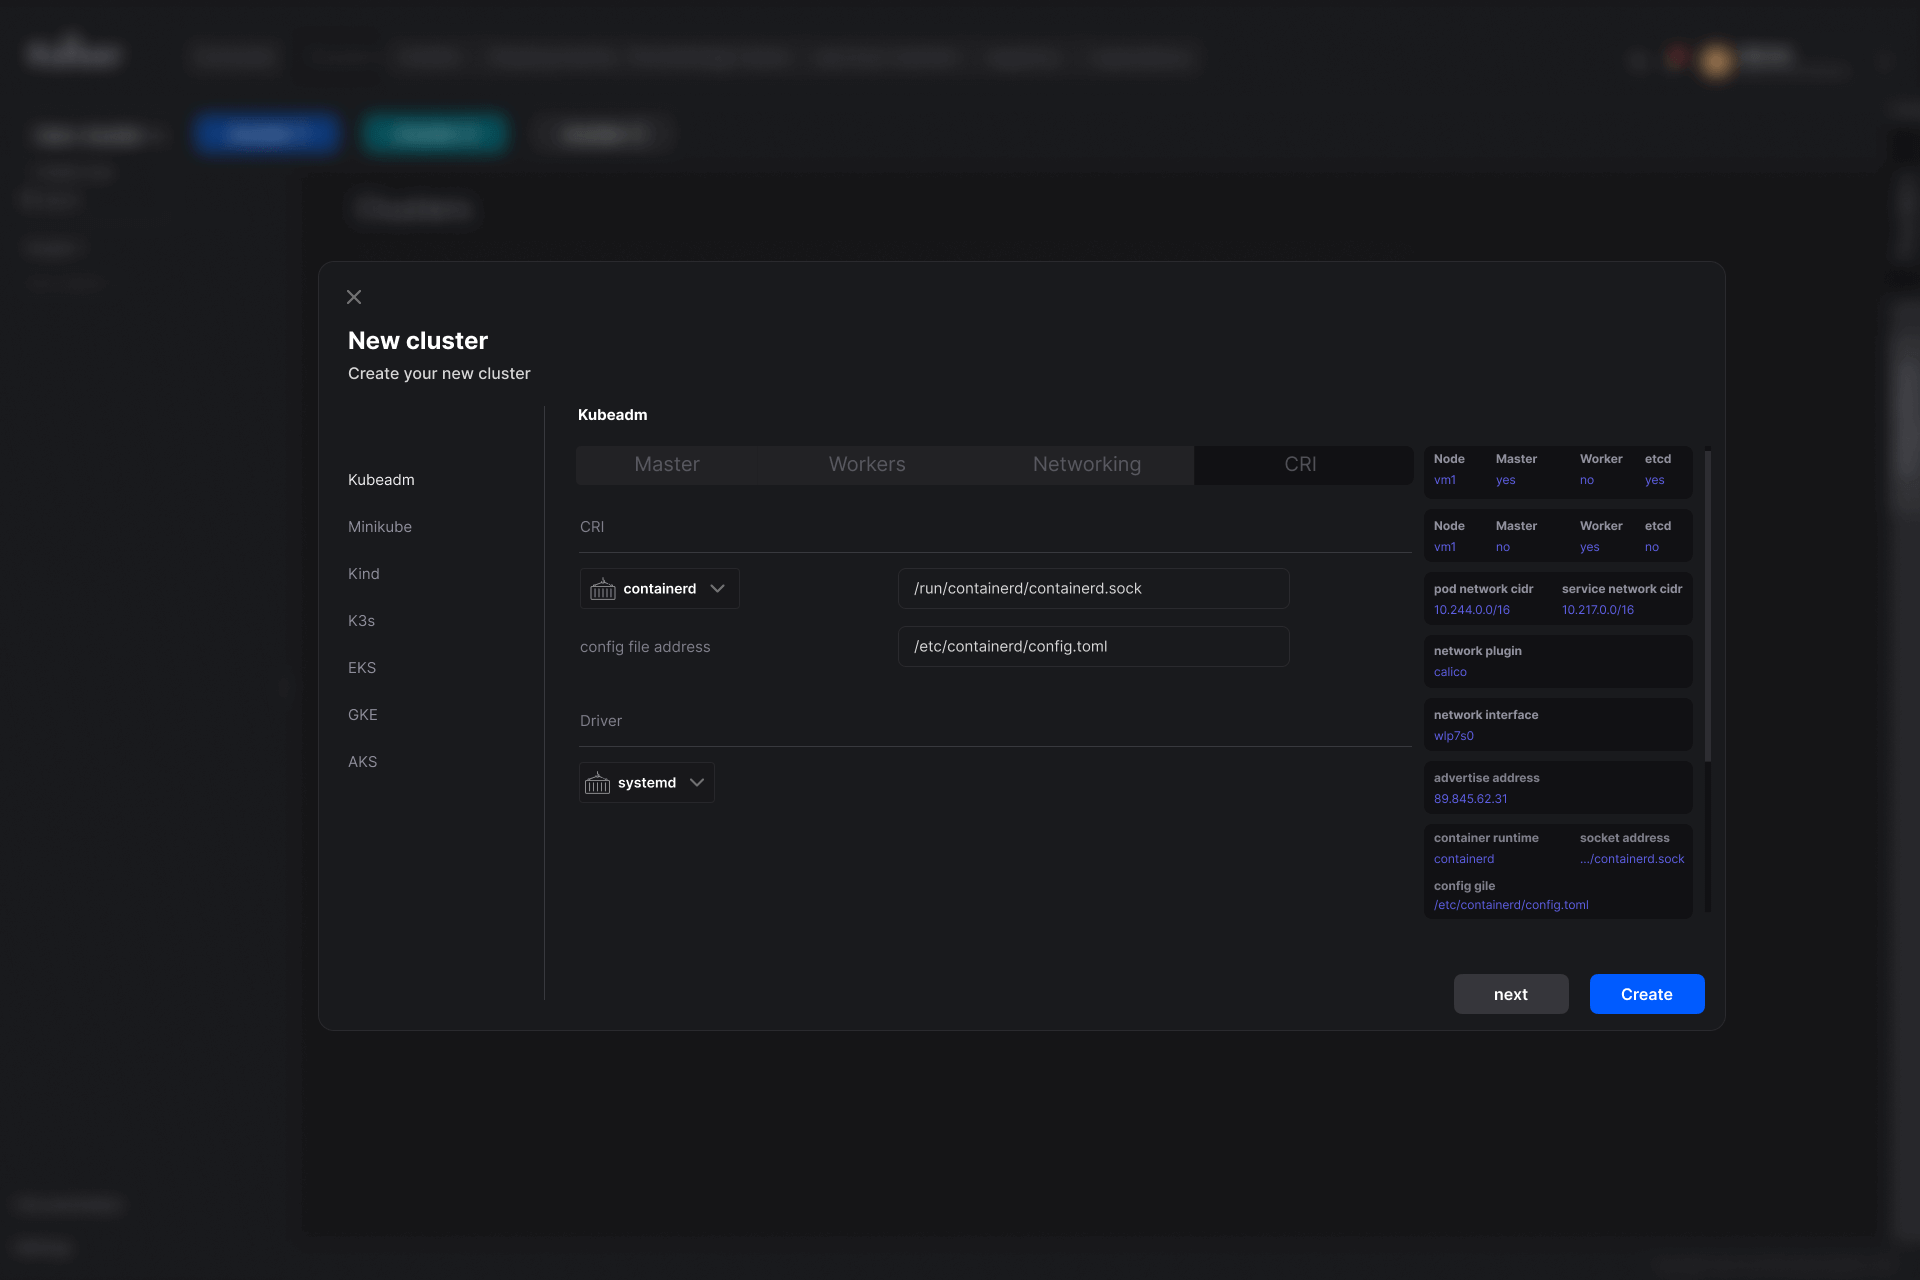 New cluster
Create your new cluster
Kubeadm
Minikube
Kind
K3s
EKS
GKE
AKS
Kubeadm
Master Workers Networking CRI
CRI
containerd /run/containerd/containerd.sock
config file address /etc/containerd/config.toml
Driver
systemd
Node Master Worker etcd
vm1 yes no yes
Node Master Worker etcd
vm1 no yes no
pod network cidr service network cidr
10.244.0.0/16 10.217.0.0/16
network plugin
calico
network interface
wlp7s0
advertise address
89.845.62.31
container runtime socket address
containerd .../containerd.sock
config gile
/etc/containerd/config.toml
next Create
Clusters